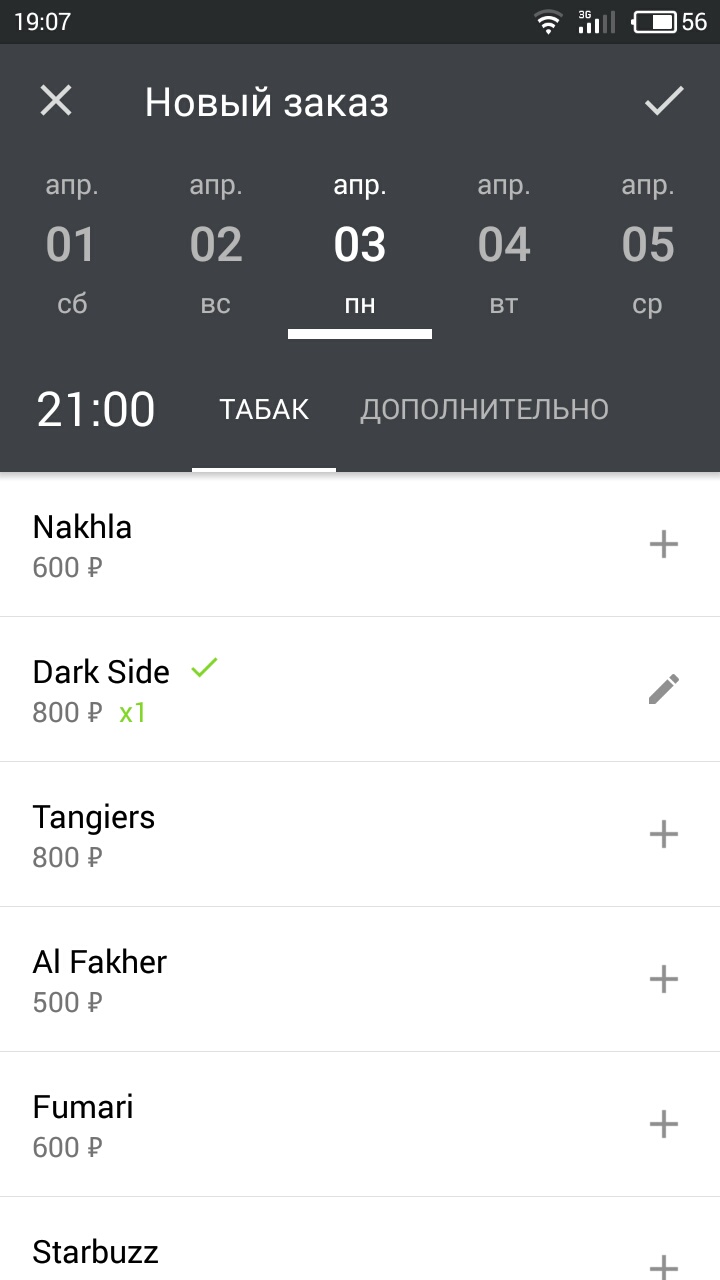 19:07 3G 56
Новый заказ
апр. апр. апр. апр. апр.
01 02 03 04 05
сб вс пн вт ср
21:00 ТАБАК ДОПОЛНИТЕЛЬНО
Nakhla
600 ₽
Dark Side
800 ₽ x1
Tangiers
800 ₽
Al Fakher
500 ₽
Fumari
600 ₽
Starbuzz